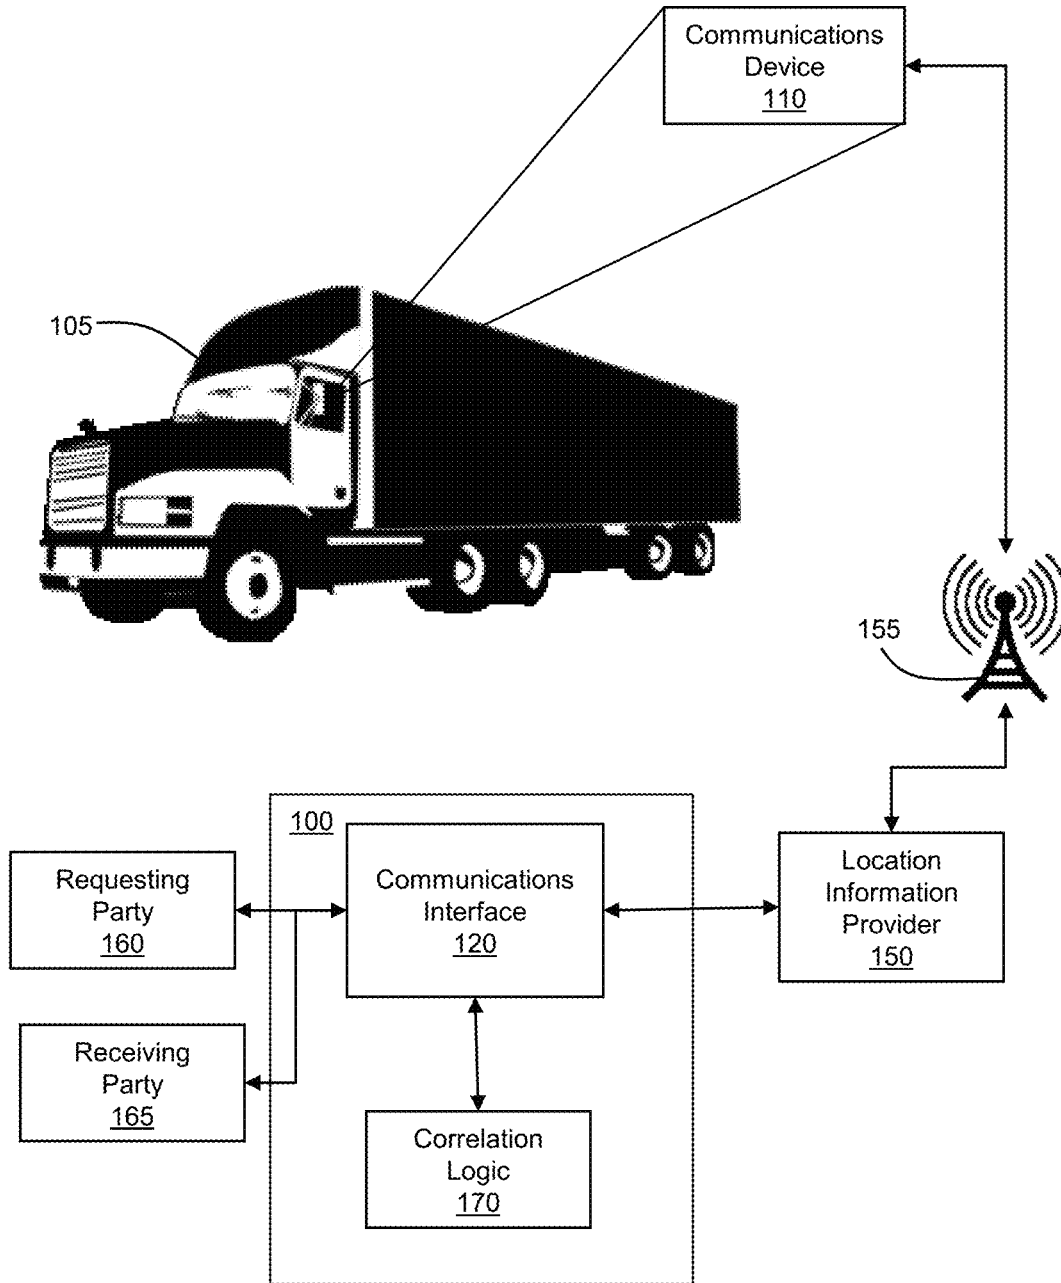 Communications
Device
110
105
155
100
Communications
Interface
120
Location
Information
Provider
150
Requesting
Party
160
Receiving
Party
165
Correlation
Logic
170